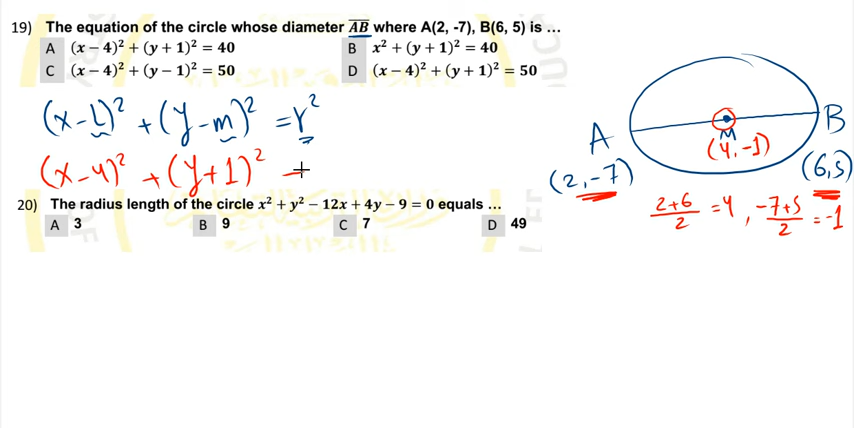 19) The equation of the circle whose diameter A̅B̅ where A(2, -7), B(6, 5) is ...
A (x − 4)² + (y + 1)² = 40 B x² + (y + 1)² = 40
C (x − 4)² + (y − 1)² = 50 D (x − 4)² + (y + 1)² = 50
(x - L)² + (y - m)² = r²
(x - 4)² + (y + 1)² =
A
(2, -7)
M
(4, -1)
B
(6, 5)
2+6/2 = 4 , -7+5/2 = -1
20) The radius length of the circle x² + y² − 12x + 4y − 9 = 0 equals ...
A 3 B 9 C 7 D 49